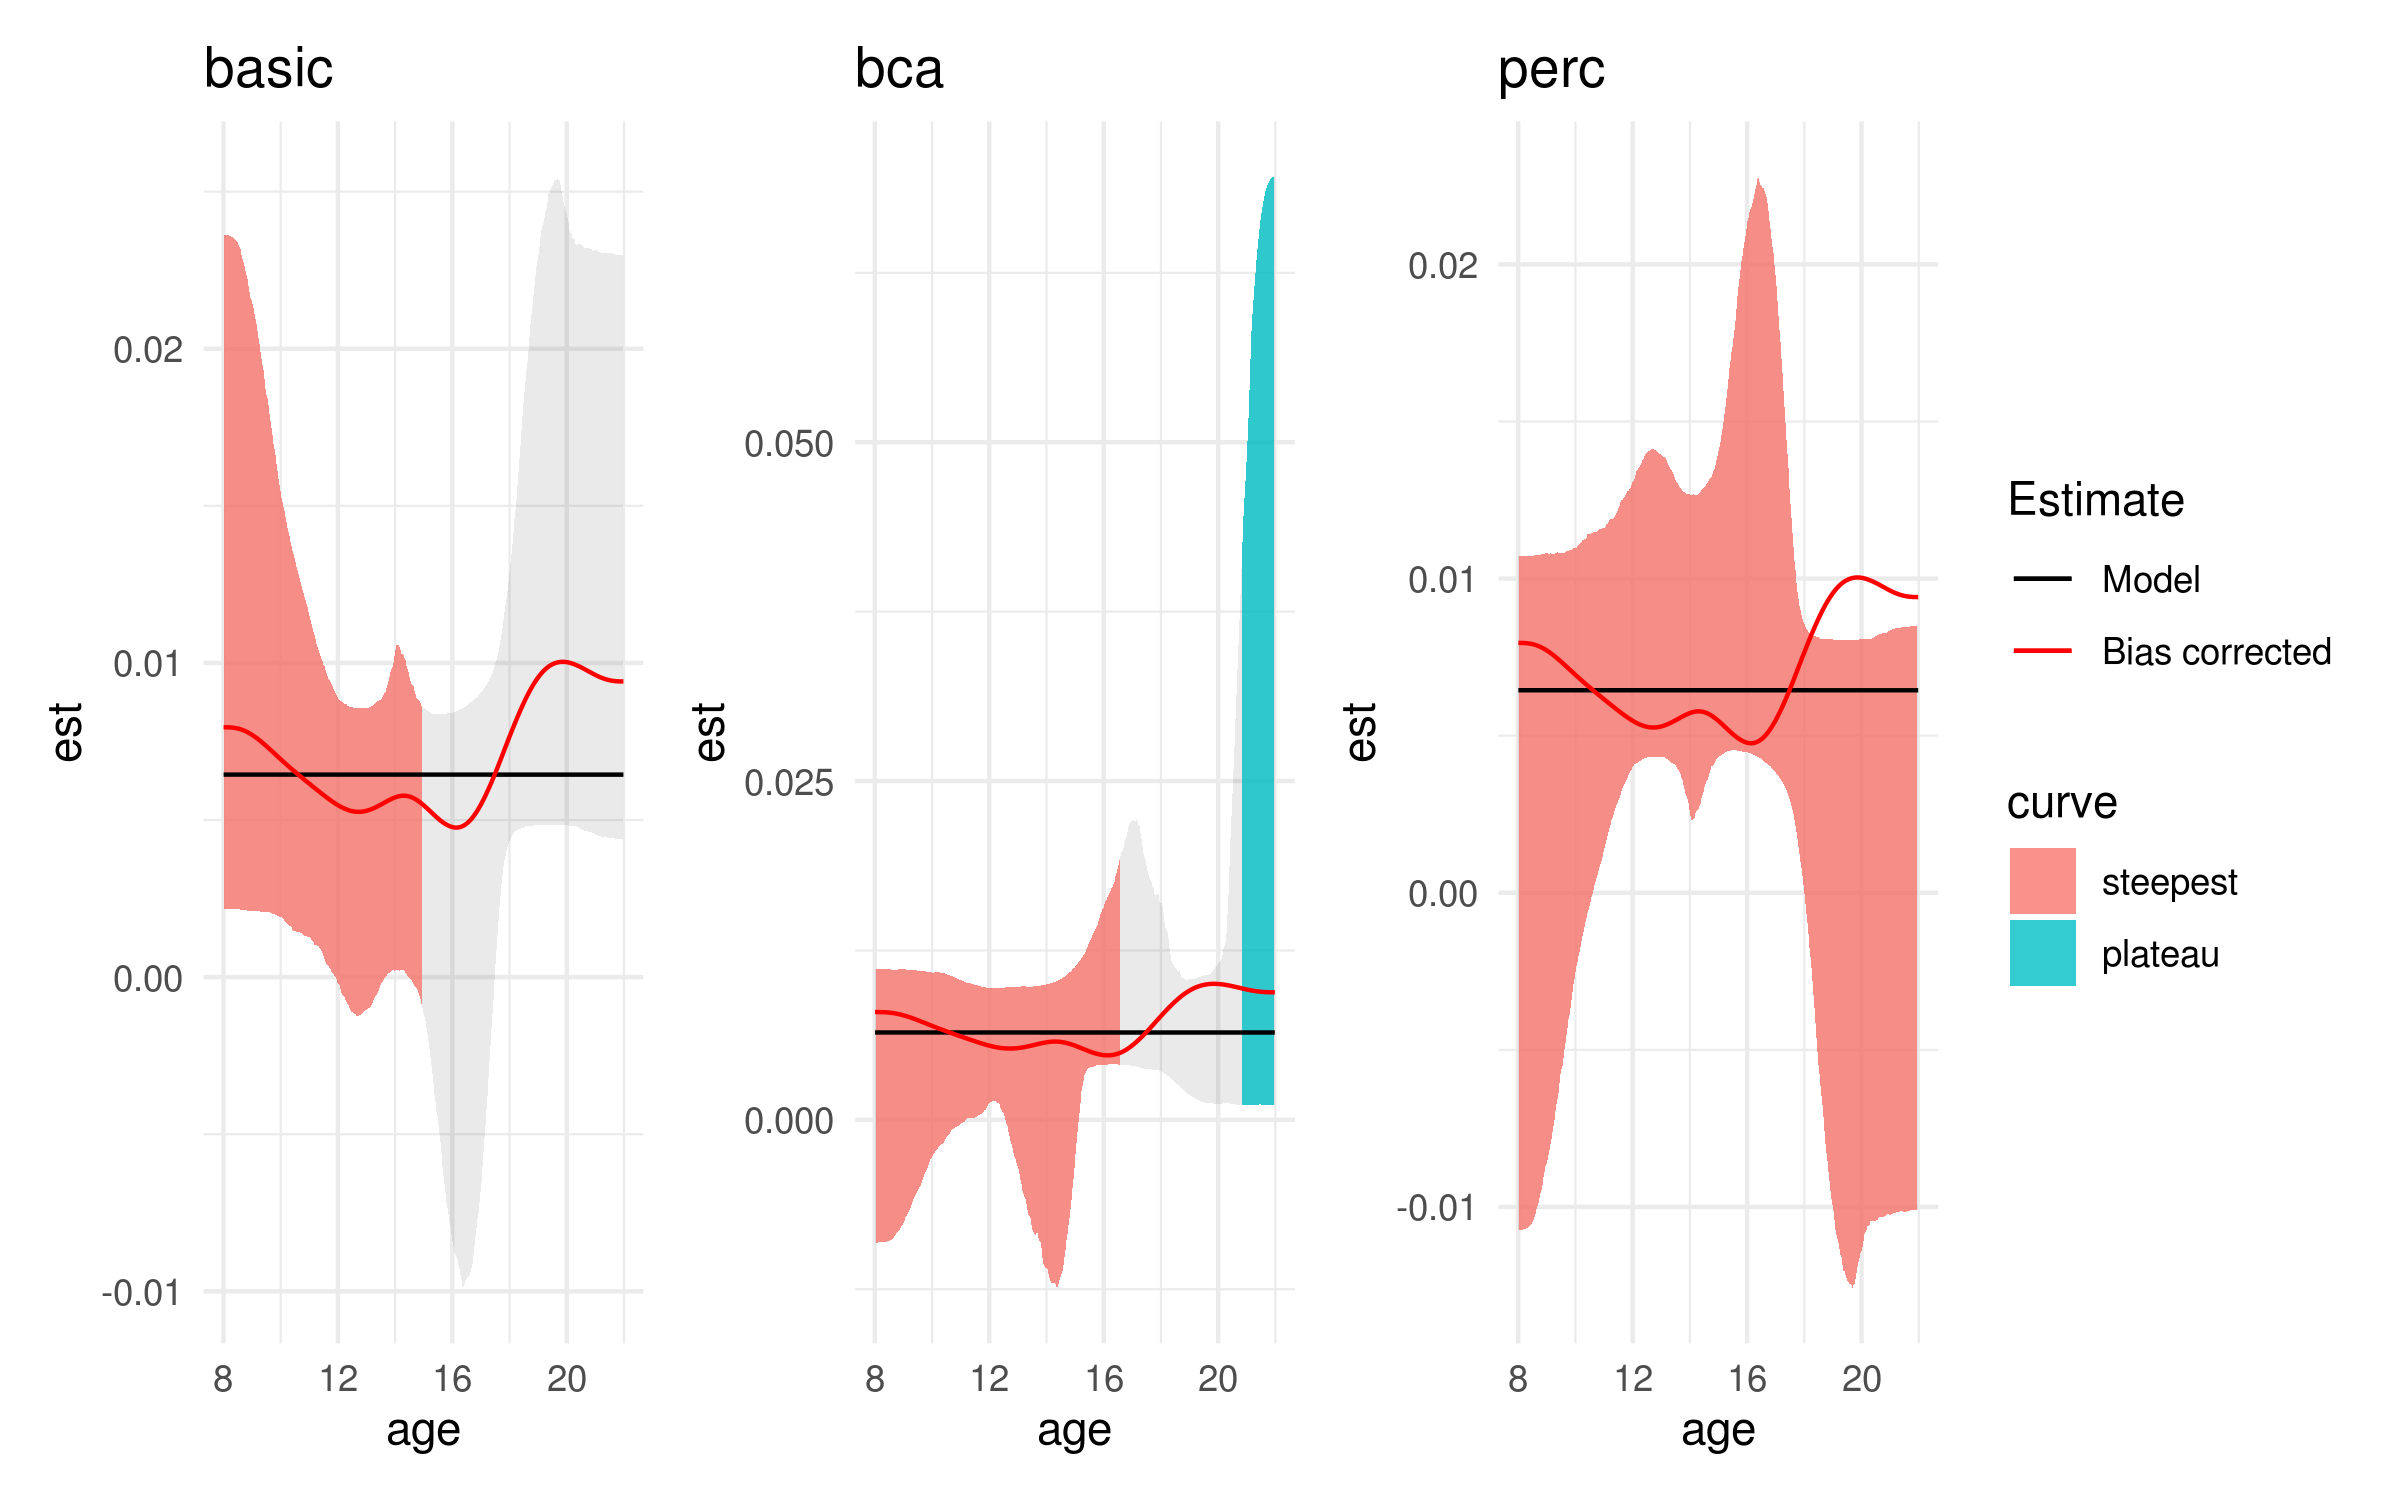 basic
bca
perc
est
0.02
0.01
0.00
-0.01
8 12 16 20
age
est
0.050
0.025
0.000
8 12 16 20
age
est
0.02
0.01
0.00
-0.01
8 12 16 20
age
Estimate
Model
Bias corrected
curve
steepest
plateau